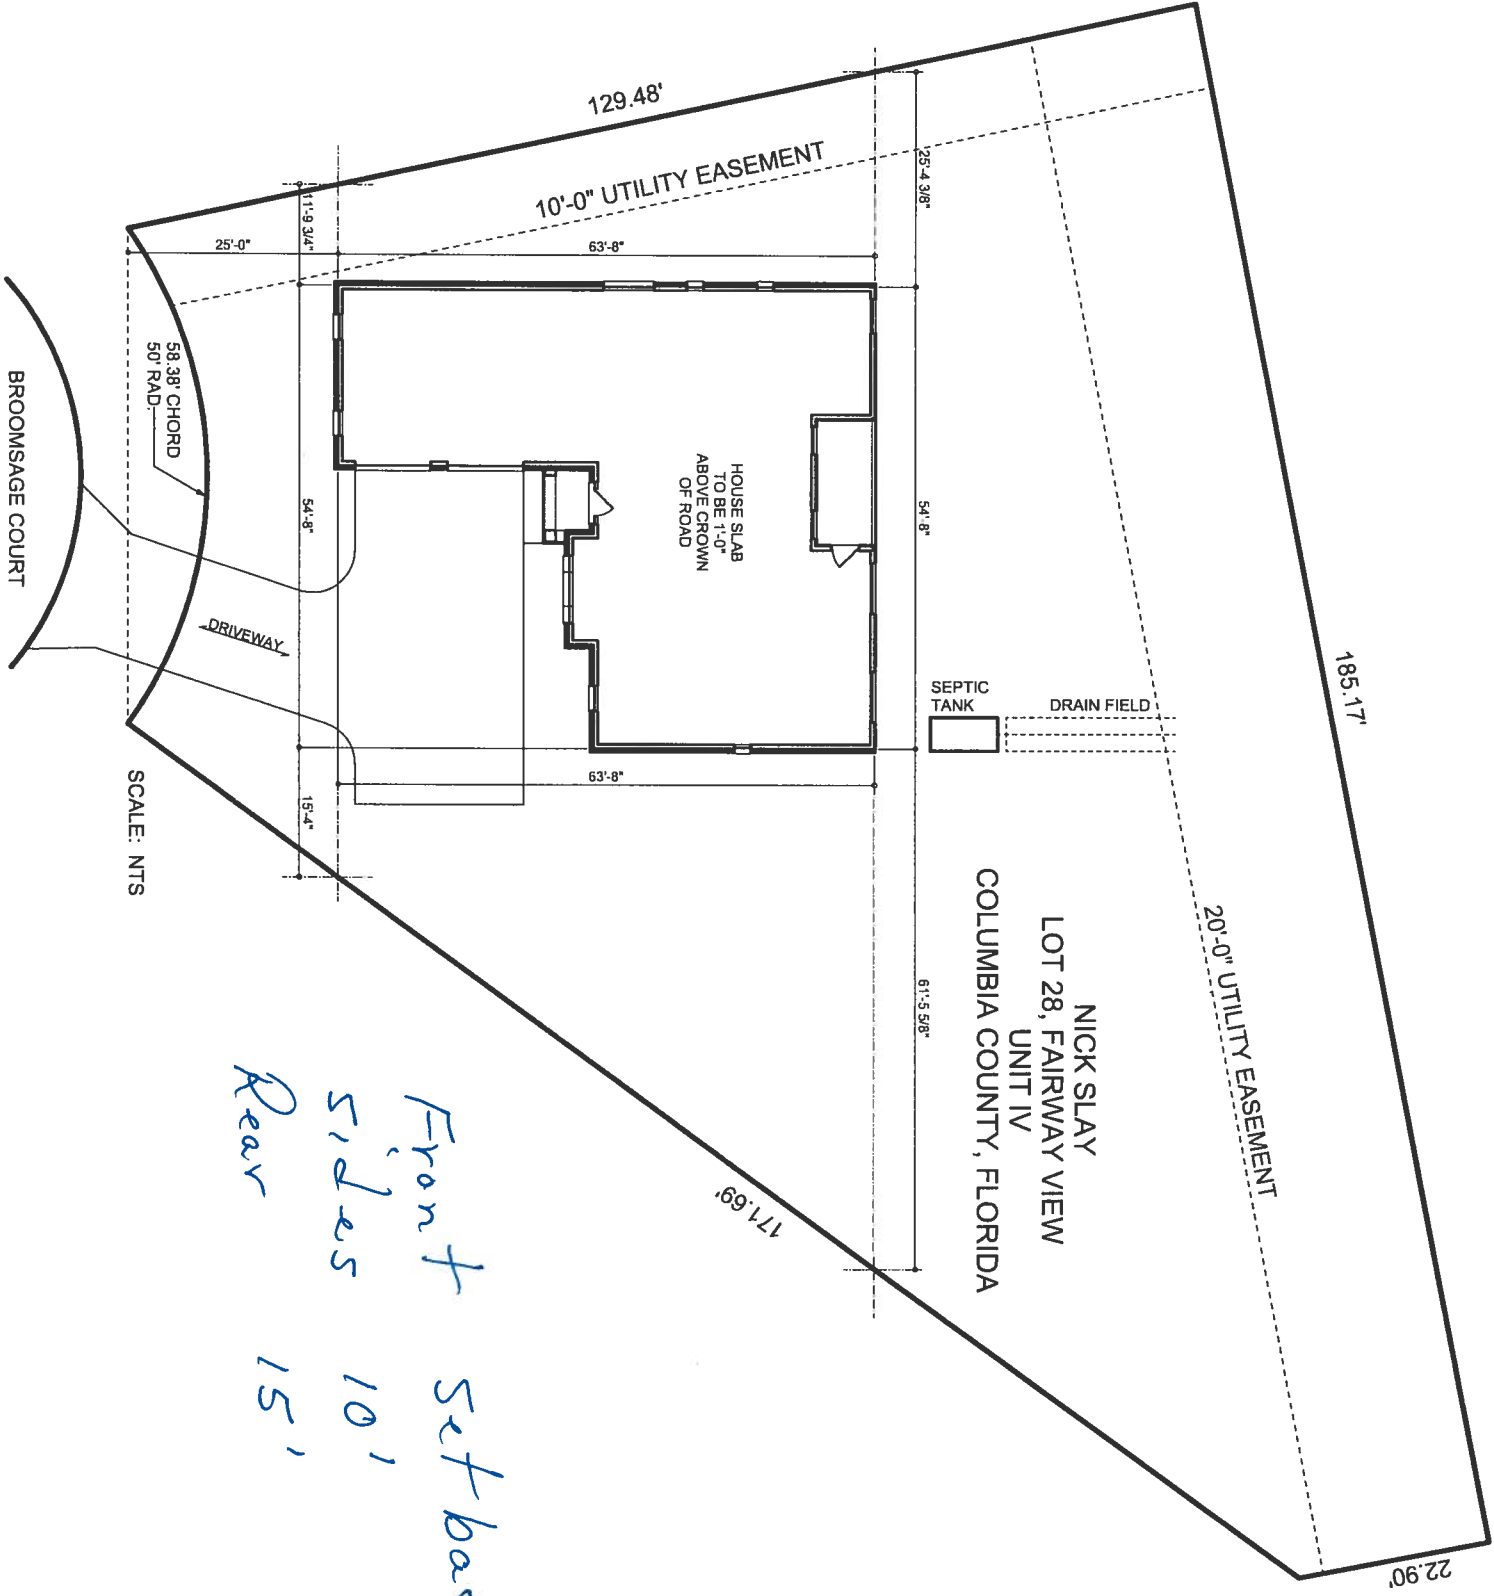 NICK SLAY
LOT 28, FAIRWAY VIEW
UNIT IV
COLUMBIA COUNTY, FLORIDA
185.17'
22.90'
20'-0" UTILITY EASEMENT
129.48'
10'-0" UTILITY EASEMENT
171.69'
25'-4 3/8"
54'-8"
61'-5 5/8"
SEPTIC
TANK
DRAIN FIELD
HOUSE SLAB
TO BE 1'-0"
ABOVE CROWN
OF ROAD
63'-8"
63'-8"
25'-0"
11'-9 3/4"
54'-8"
15'-4"
DRIVEWAY
58.38' CHORD
50' RAD.
BROOMSAGE COURT
SCALE: NTS
Set
Front
Sides 10'
Rear 15'